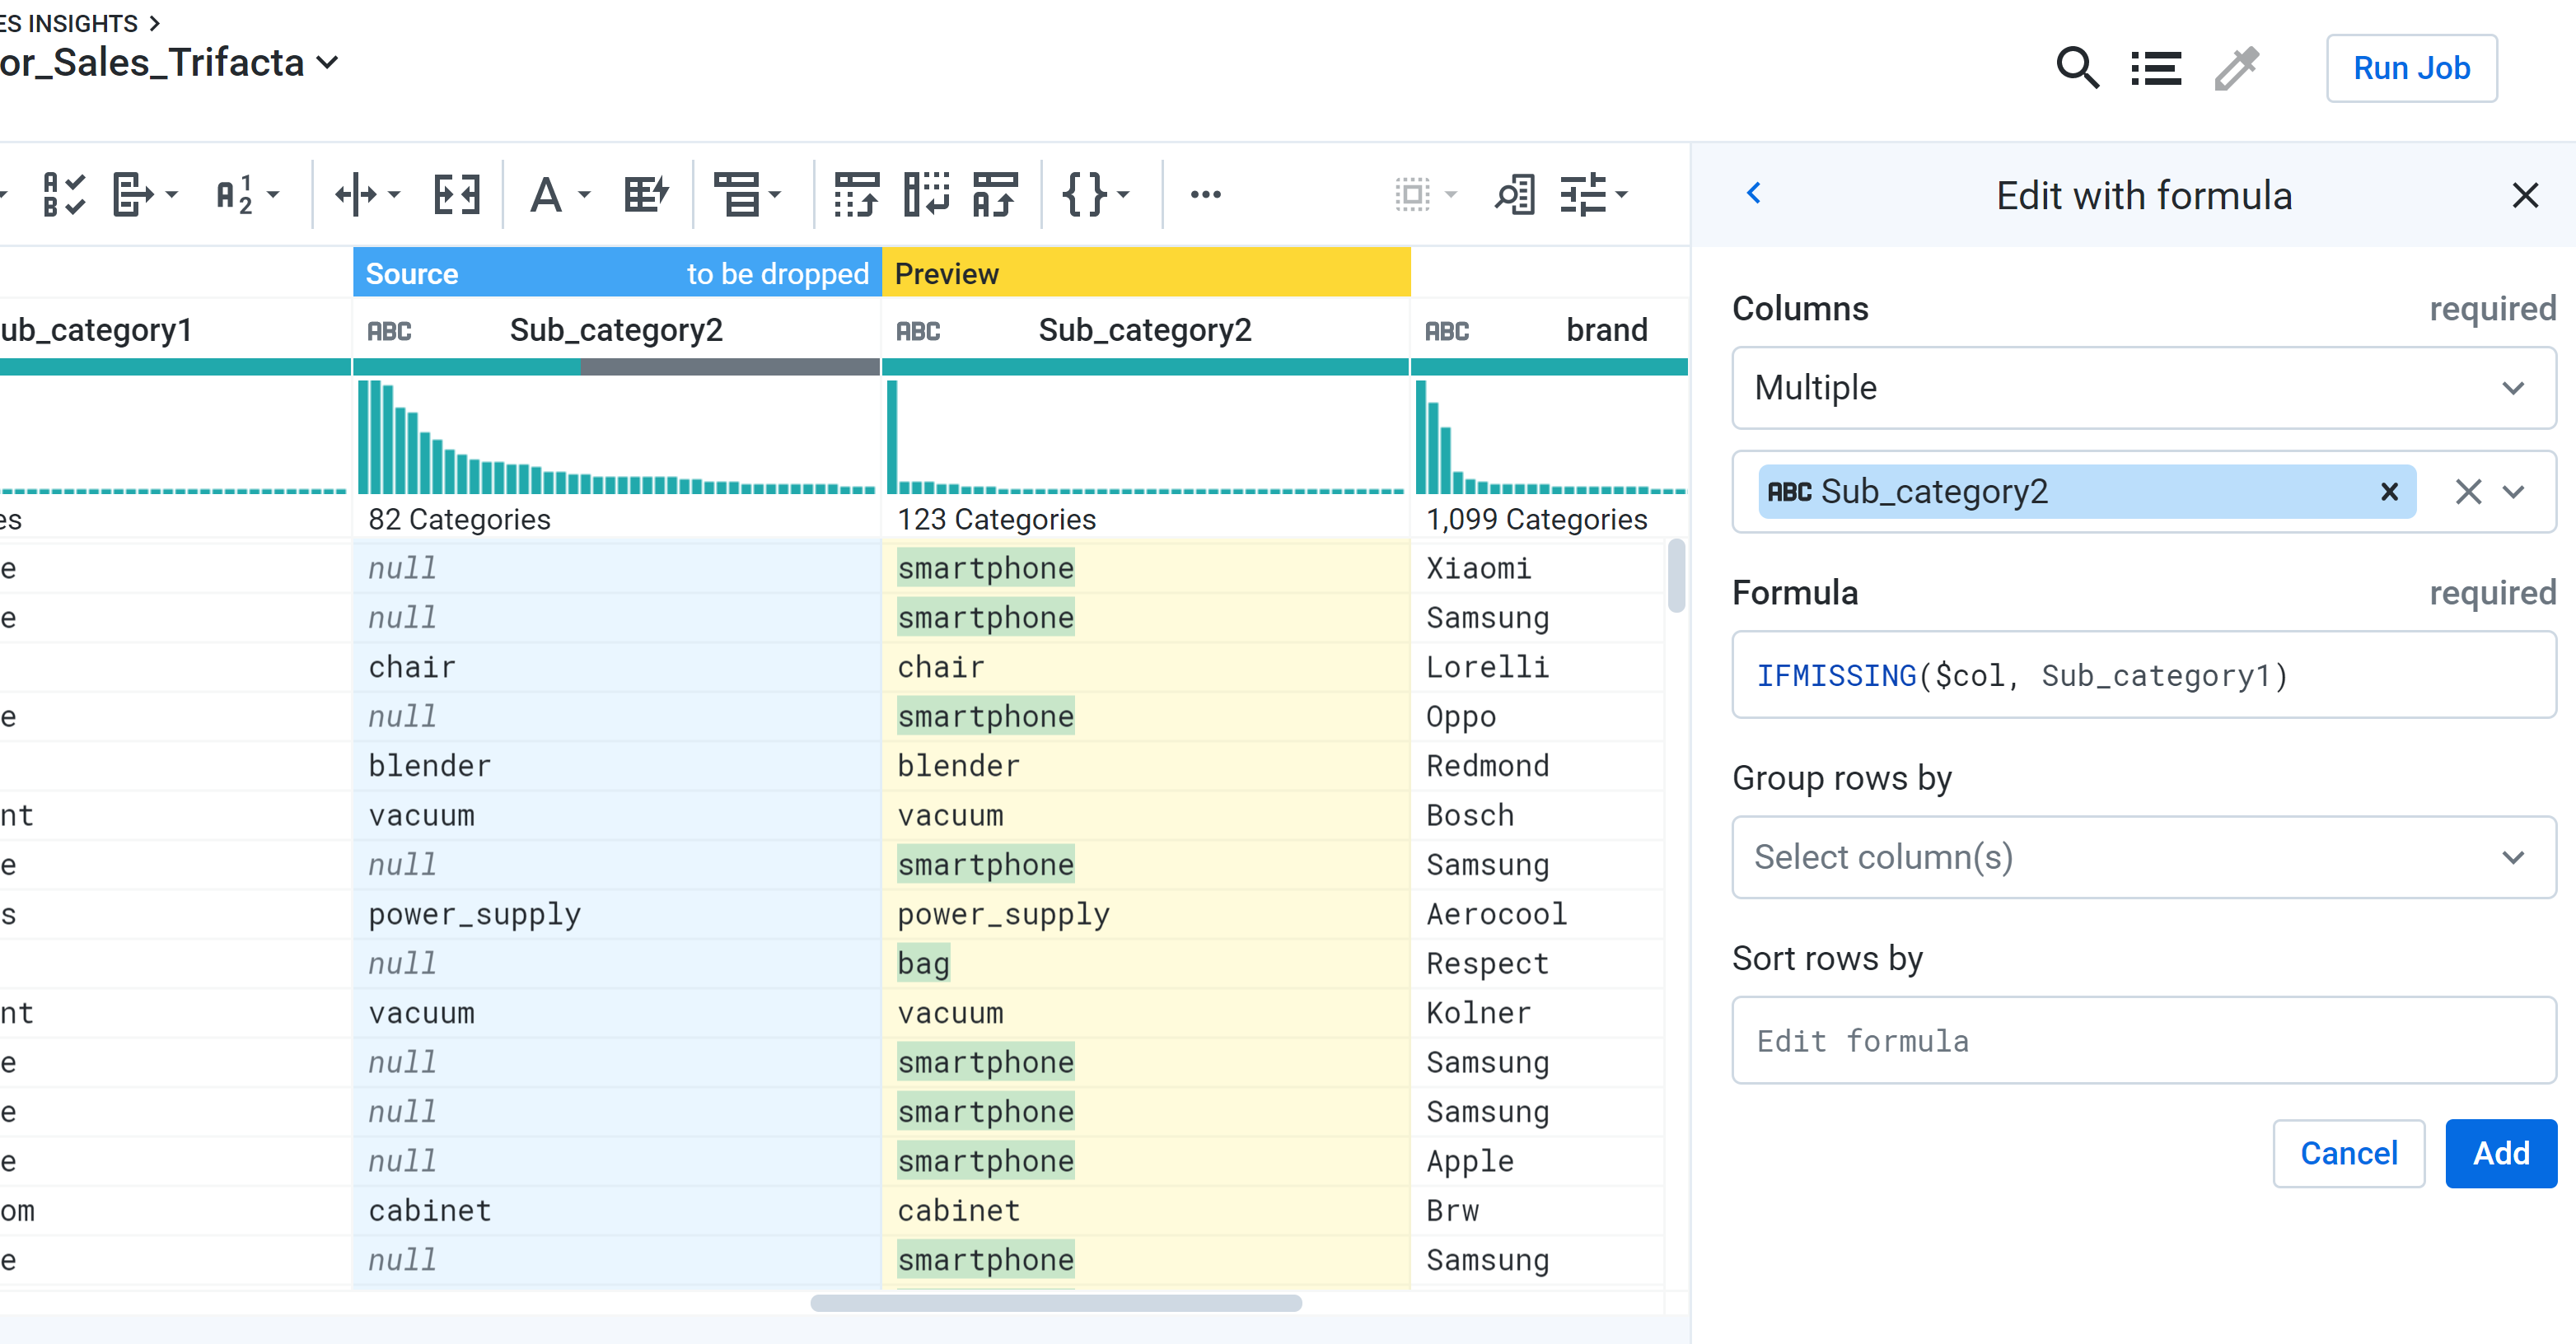 ES INSIGHTS >
or_Sales_Trifacta
Run Job
Edit with formula
Source to be dropped Preview
ub_category1 ABC Sub_category2 ABC Sub_category2 ABC brand
es 82 Categories 123 Categories 1,099 Categories
e null smartphone Xiaomi
e null smartphone Samsung
chair chair Lorelli
e null smartphone Oppo
blender blender Redmond
nt vacuum vacuum Bosch
e null smartphone Samsung
s power_supply power_supply Aerocool
null bag Respect
nt vacuum vacuum Kolner
e null smartphone Samsung
e null smartphone Samsung
e null smartphone Apple
om cabinet cabinet Brw
e null smartphone Samsung
Columns required
Multiple
ABC Sub_category2
Formula required
IFMISSING($col, Sub_category1)
Group rows by
Select column(s)
Sort rows by
Edit formula
Cancel Add